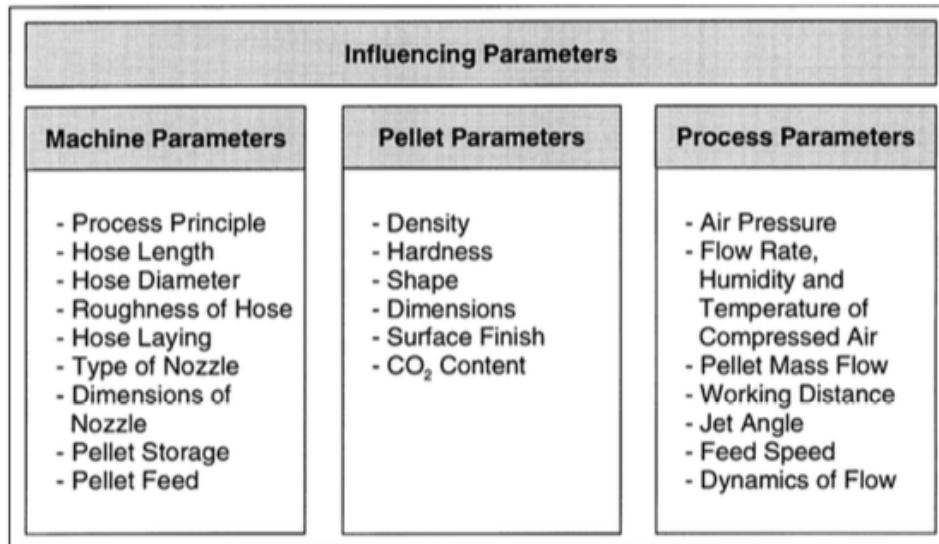 Influencing Parameters
Machine Parameters
- Process Principle
- Hose Length
- Hose Diameter
- Roughness of Hose
- Hose Laying
- Type of Nozzle
- Dimensions of
Nozzle
- Pellet Storage
- Pellet Feed
Pellet Parameters
- Density
- Hardness
- Shape
- Dimensions
- Surface Finish
- CO₂ Content
Process Parameters
- Air Pressure
- Flow Rate,
Humidity and
Temperature of
Compressed Air
- Pellet Mass Flow
- Working Distance
- Jet Angle
- Feed Speed
- Dynamics of Flow